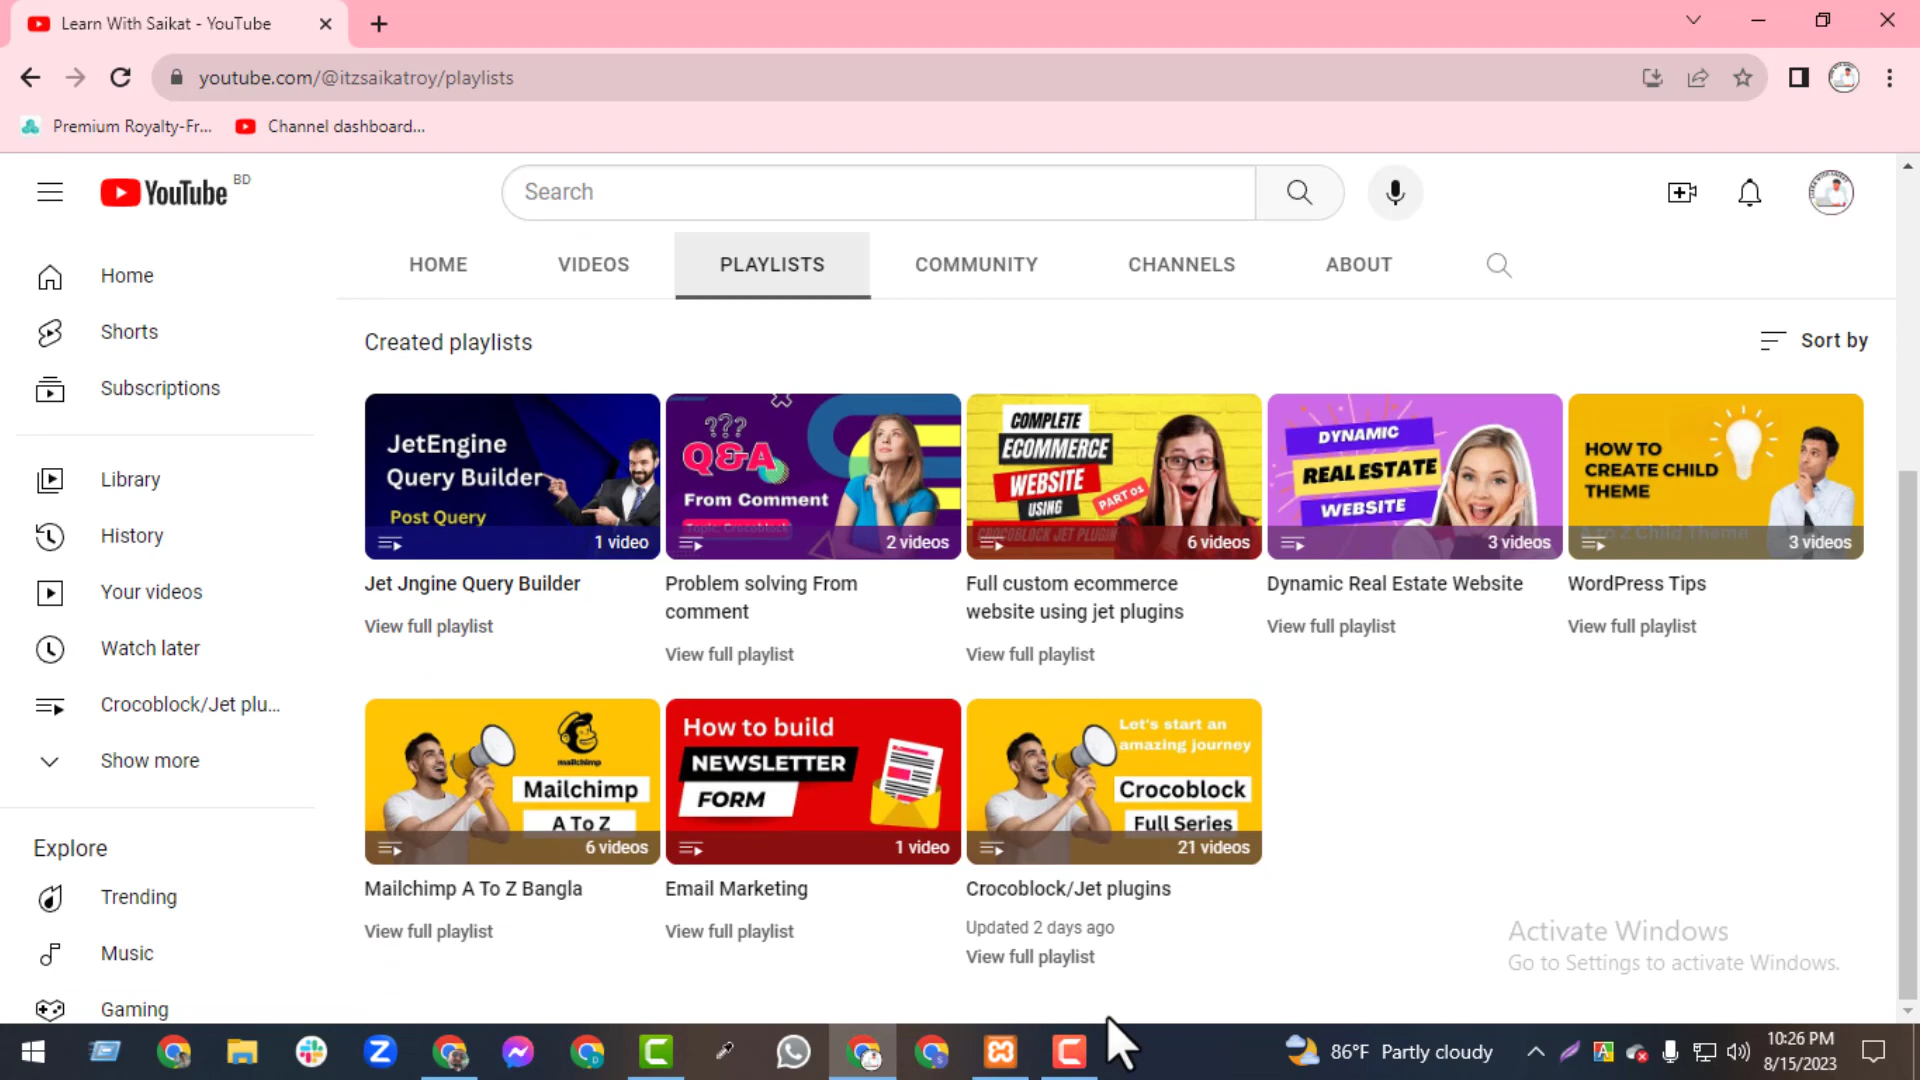 Learn With Saikat - YouTube
youtube.com/@itzsaikatroy/playlists
Premium Royalty-Fr...
Channel dashboard...
YouTube BD
Search
HOME
VIDEOS
PLAYLISTS
COMMUNITY
CHANNELS
ABOUT
Home
Shorts
Subscriptions
Library
History
Your videos
Watch later
Crocoblock/Jet plu...
Show more
Explore
Trending
Music
Gaming
Created playlists
Sort by
JetEngine
Query Builder
Post Query
1 video
Jet Jngine Query Builder
View full playlist
???
Q&A
From Comment
Topic: Crocoblock
2 videos
Problem solving From
comment
View full playlist
COMPLETE
ECOMMERCE
WEBSITE
USING
PART 01
CROCOBLOCK JET PLUGIN
6 videos
Full custom ecommerce
website using jet plugins
View full playlist
DYNAMIC
REAL ESTATE
WEBSITE
3 videos
Dynamic Real Estate Website
View full playlist
HOW TO
CREATE CHILD
THEME
A to Z Child Theme
3 videos
WordPress Tips
View full playlist
mailchimp
Mailchimp
A To Z
6 videos
Mailchimp A To Z Bangla
View full playlist
How to build
NEWSLETTER
FORM
1 video
Email Marketing
View full playlist
Let's start an
amazing journey
Crocoblock
Full Series
21 videos
Crocoblock/Jet plugins
Updated 2 days ago
View full playlist
Activate Windows
Go to Settings to activate Windows.
86°F Partly cloudy
10:26 PM
8/15/2023